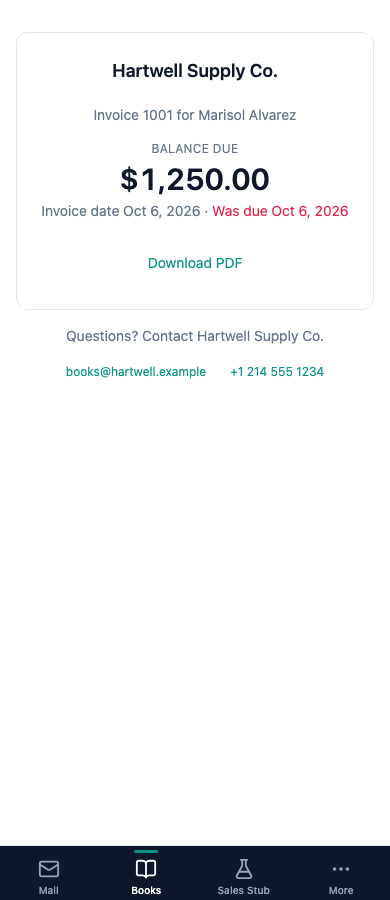 Hartwell Supply Co.
Invoice 1001 for Marisol Alvarez
BALANCE DUE
$1,250.00
Invoice date Oct 6, 2026 · Was due Oct 6, 2026
Download PDF
Questions? Contact Hartwell Supply Co.
books@hartwell.example +1 214 555 1234
Mail Books Sales Stub More